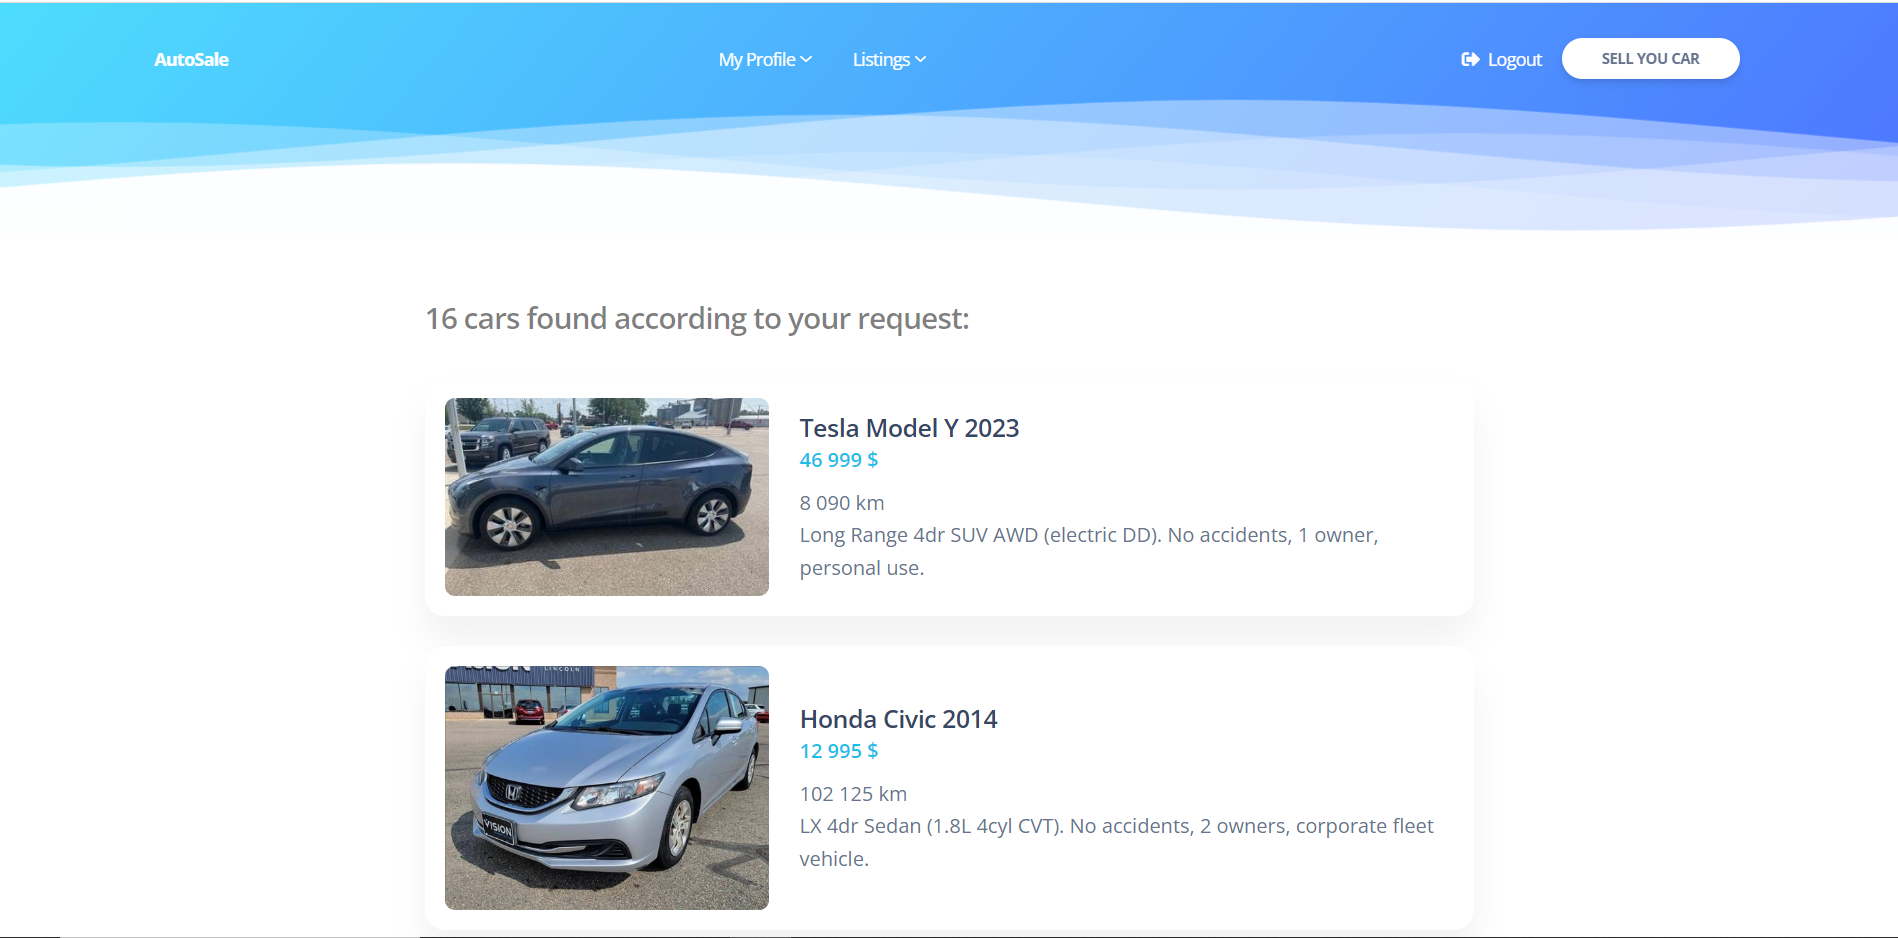 AutoSale
My Profile
Listings
Logout
SELL YOU CAR
16 cars found according to your request:
Tesla Model Y 2023
46 999 $
8 090 km
Long Range 4dr SUV AWD (electric DD). No accidents, 1 owner,
personal use.
LINCOLN
VISION
Honda Civic 2014
12 995 $
102 125 km
LX 4dr Sedan (1.8L 4cyl CVT). No accidents, 2 owners, corporate fleet
vehicle.